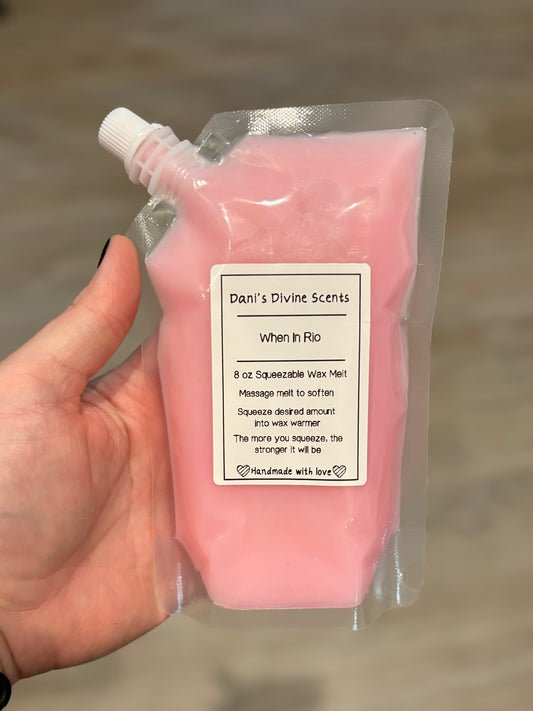 Dani's Divine Scents
When In Rio
8 oz Squeezable Wax Melt
Massage melt to soften
Squeeze desired amount
into wax warmer
The more you squeeze, the
stronger it will be
Handmade with love